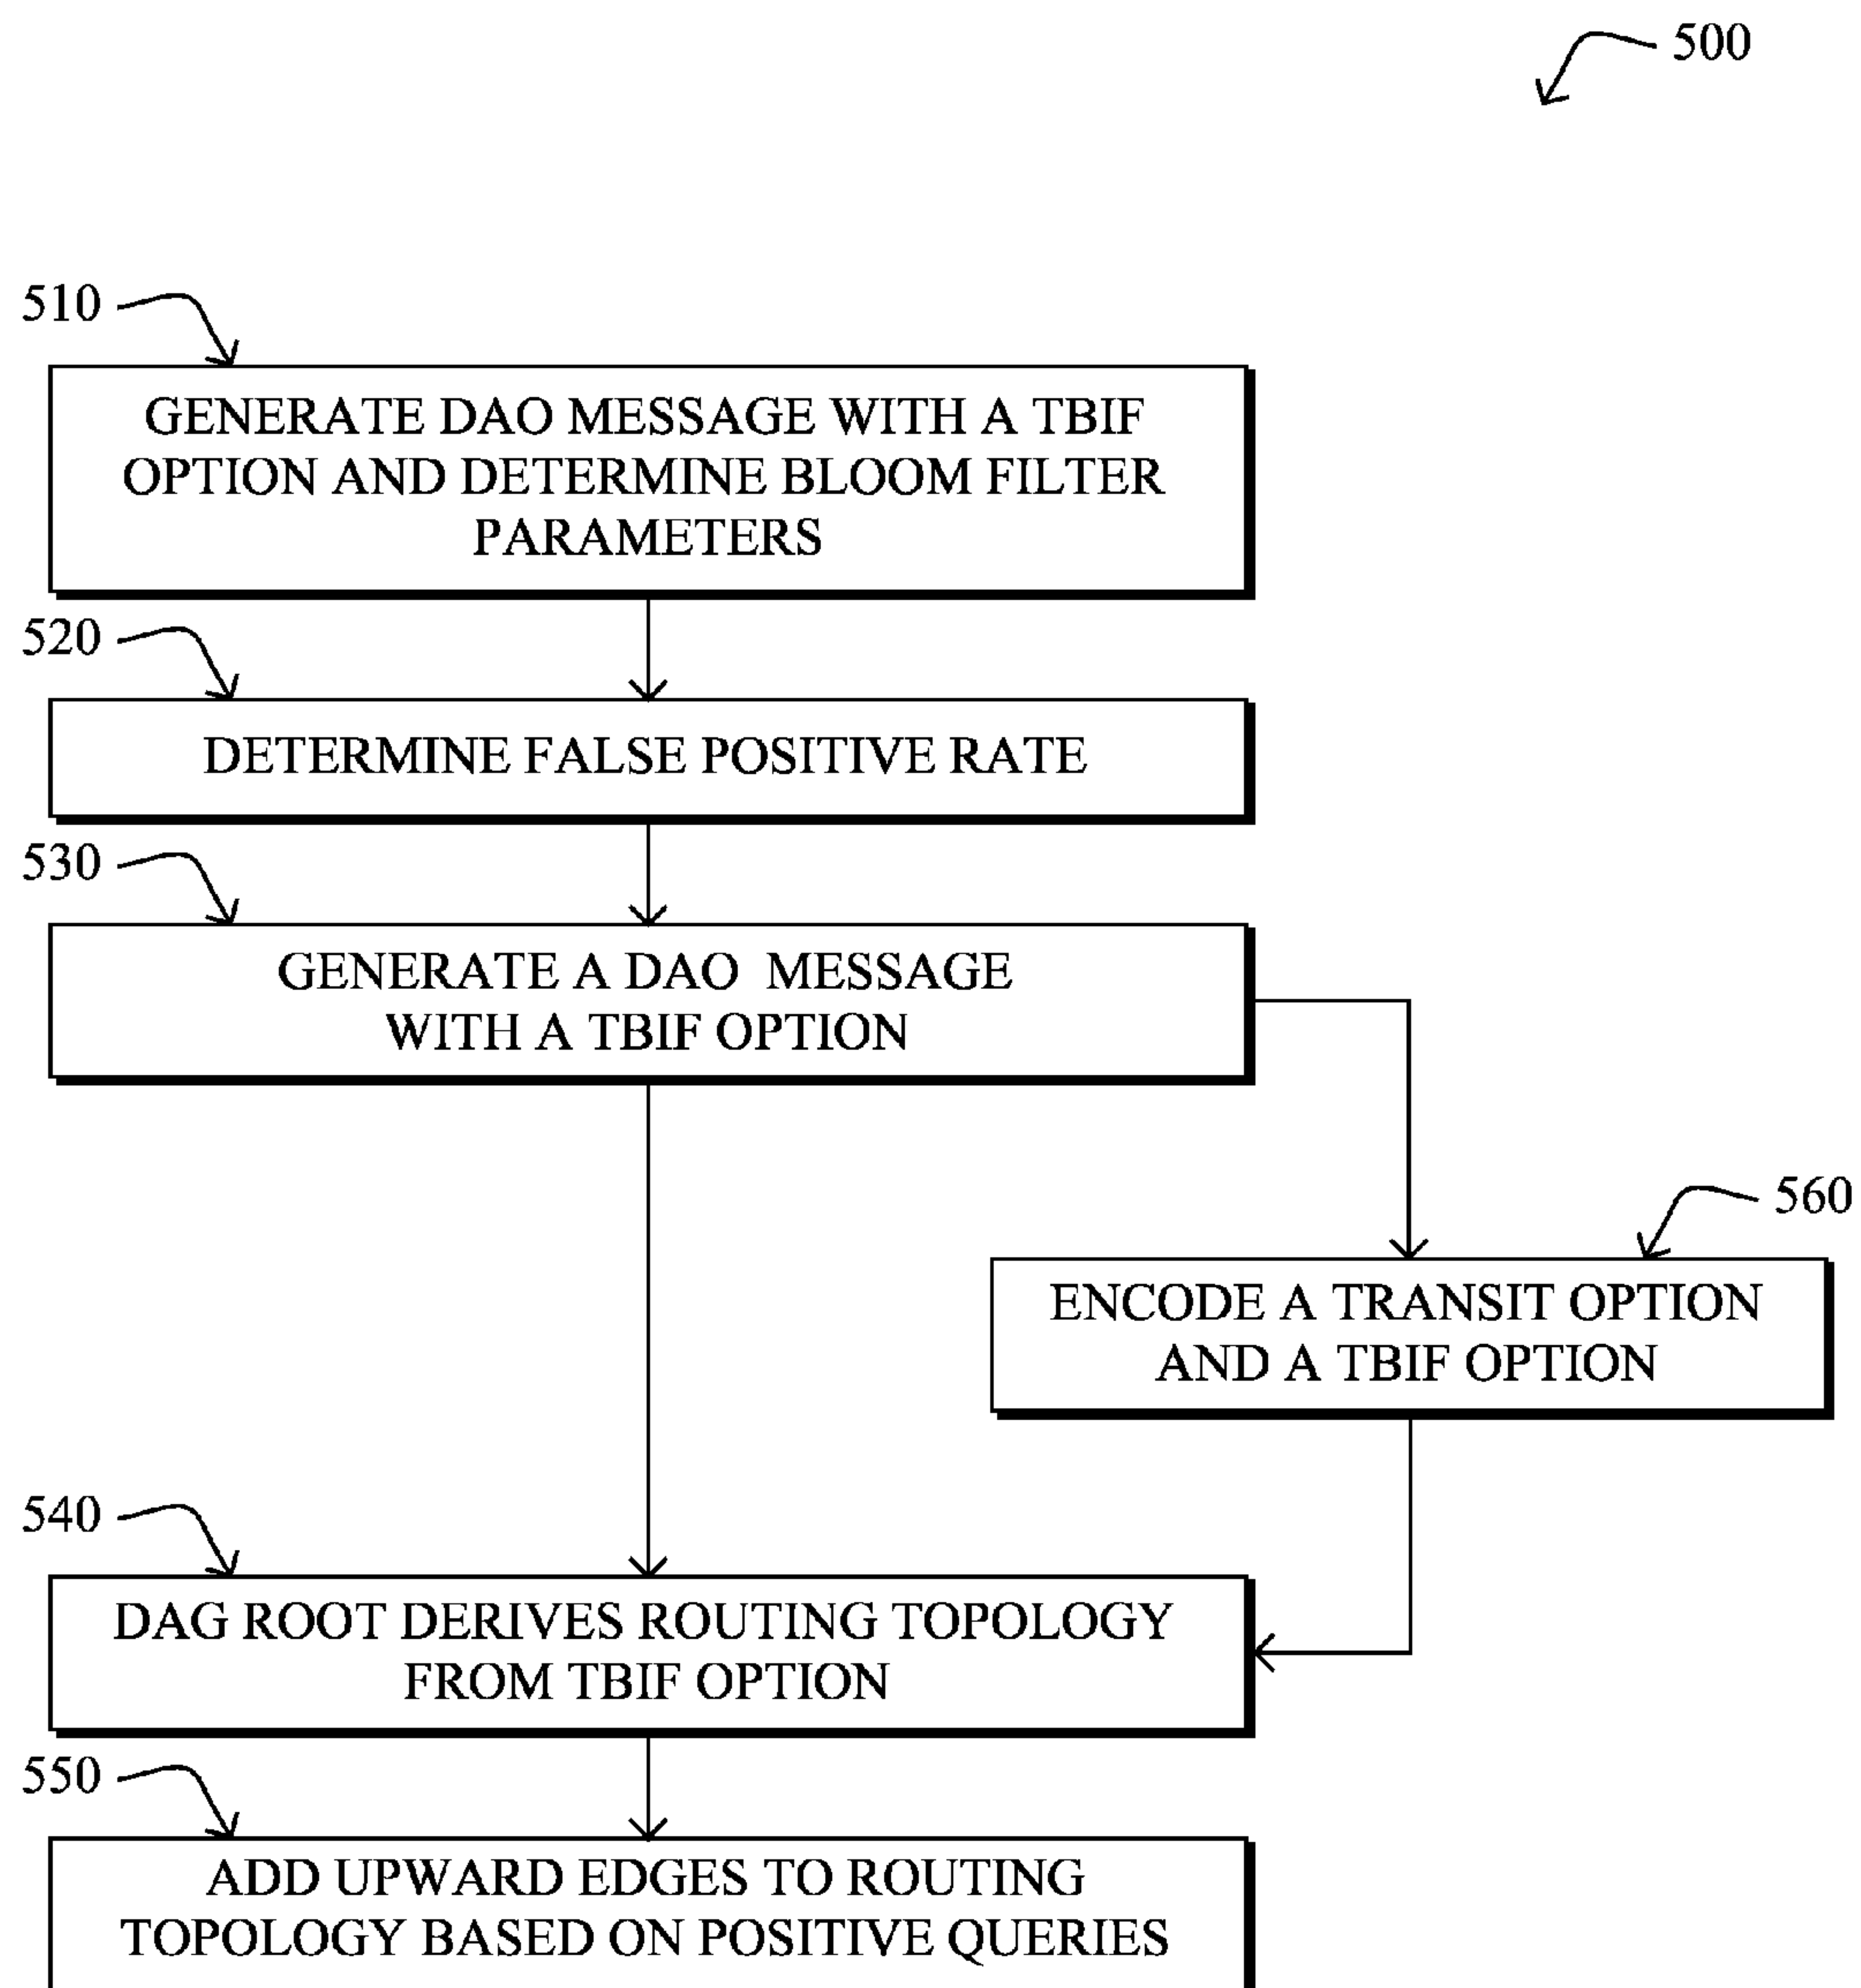 500
510
GENERATE DAO MESSAGE WITH A TBIF
OPTION AND DETERMINE BLOOM FILTER
PARAMETERS
520
DETERMINE FALSE POSITIVE RATE
530
GENERATE A DAO MESSAGE
WITH A TBIF OPTION
560
ENCODE A TRANSIT OPTION
AND A TBIF OPTION
540
DAG ROOT DERIVES ROUTING TOPOLOGY
FROM TBIF OPTION
550
ADD UPWARD EDGES TO ROUTING
TOPOLOGY BASED ON POSITIVE QUERIES